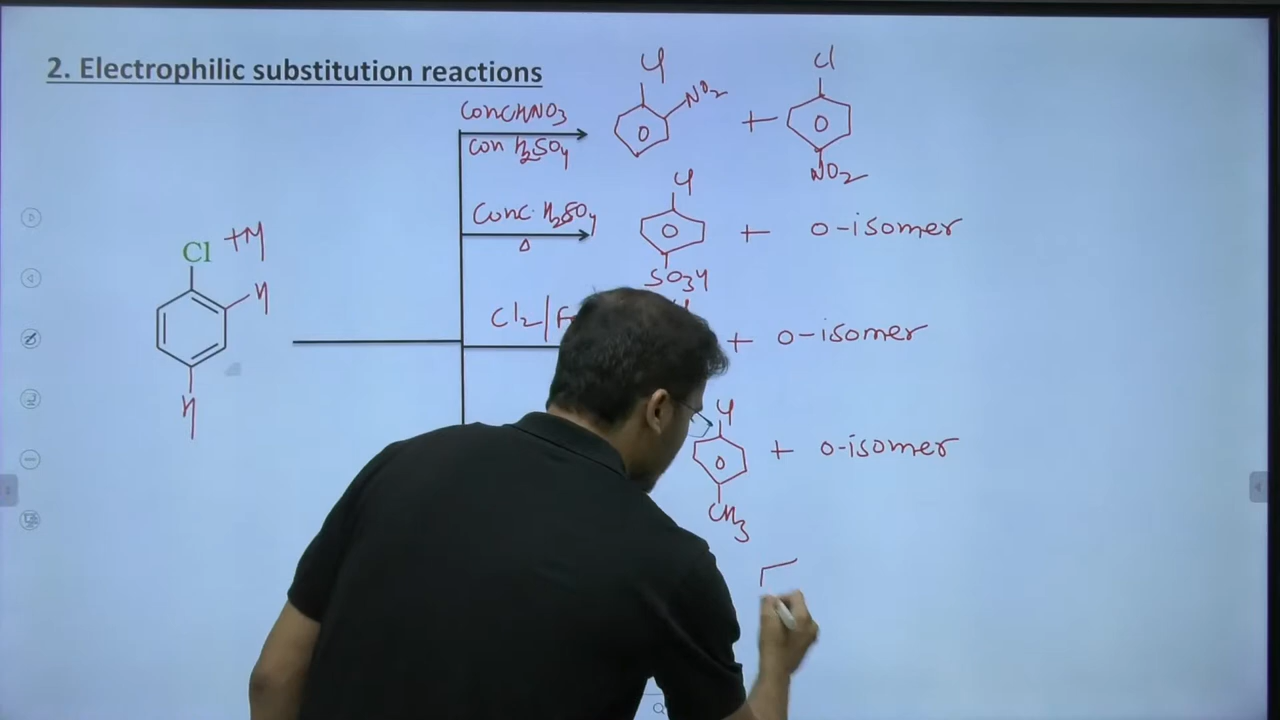 2. Electrophilic substitution reactions
Conc HNO3
Con H2SO4
Cl
NO2
+
Cl
NO2
Conc. H2SO4
Δ
Cl
SO3H
+ o-isomer
Cl +M
H
H
Cl2/Fe
+ o-isomer
Cl
CH3
+ o-isomer